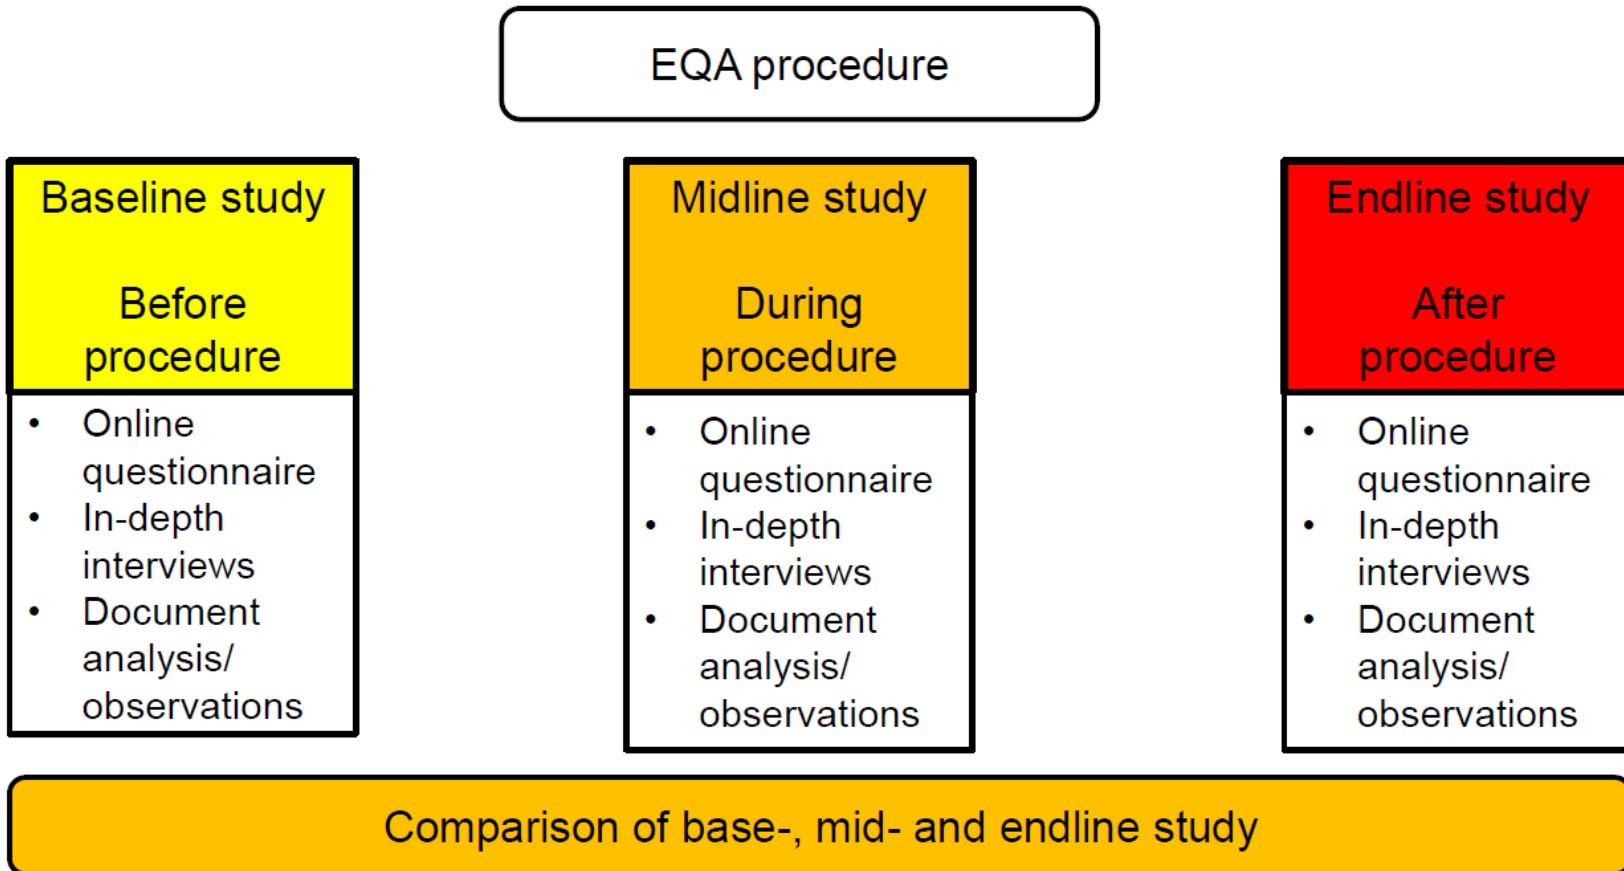 EQA procedure
Baseline study
Before
procedure
• Online
questionnaire
• In-depth
interviews
• Document
analysis/
observations
Midline study
During
procedure
• Online
questionnaire
• In-depth
interviews
• Document
analysis/
observations
Endline study
After
procedure
• Online
questionnaire
• In-depth
interviews
• Document
analysis/
observations
Comparison of base-, mid- and endline study